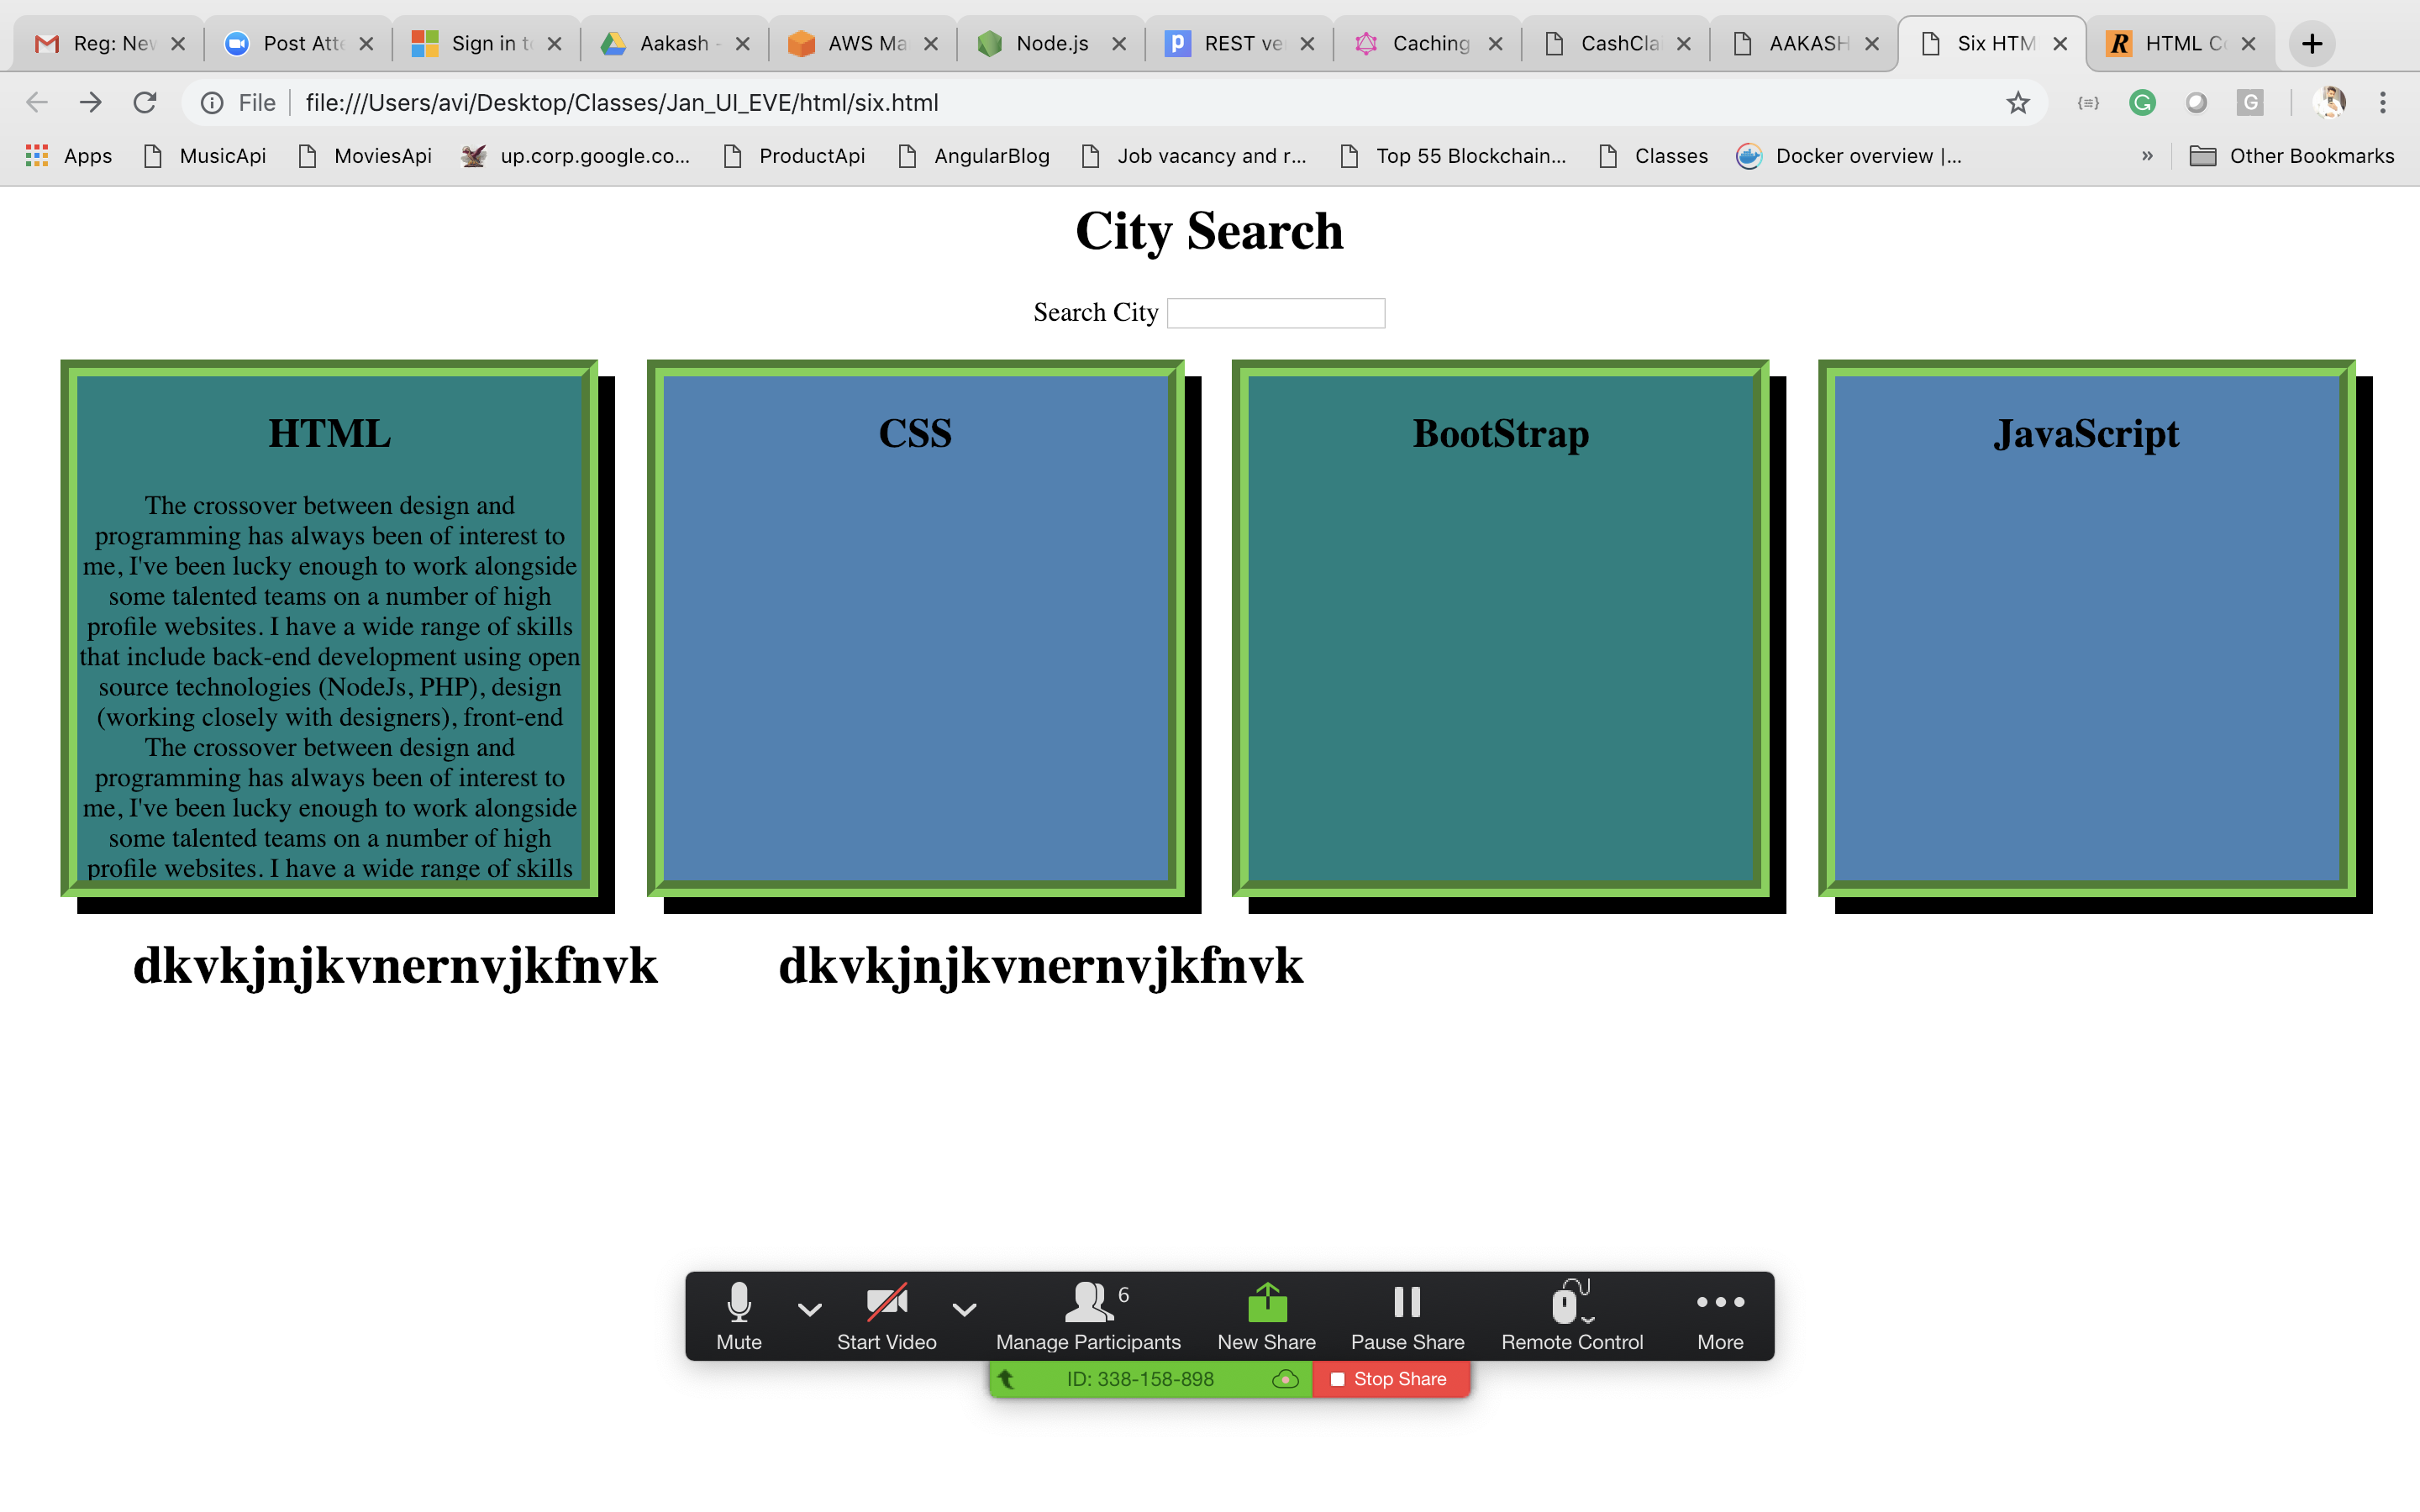 Reg: New
Post Atte
Sign in to
Aakash -
AWS Ma
Node.js
REST ve
Caching
CashCla
AAKASH
Six HTM
HTML Co
File
file:///Users/avi/Desktop/Classes/Jan_UI_EVE/html/six.html
Apps
MusicApi
MoviesApi
up.corp.google.co...
ProductApi
AngularBlog
Job vacancy and r...
Top 55 Blockchain...
Classes
Docker overview |...
»
Other Bookmarks
City Search
Search City
HTML
The crossover between design and
programming has always been of interest to
me, I've been lucky enough to work alongside
some talented teams on a number of high
profile websites. I have a wide range of skills
that include back-end development using open
source technologies (NodeJs, PHP), design
(working closely with designers), front-end
The crossover between design and
programming has always been of interest to
me, I've been lucky enough to work alongside
some talented teams on a number of high
profile websites. I have a wide range of skills
CSS
BootStrap
JavaScript
dkvkjnjkvnernvjkfnvk
dkvkjnjkvnernvjkfnvk
Mute
Start Video
6
Manage Participants
New Share
Pause Share
Remote Control
More
ID: 338-158-898
Stop Share